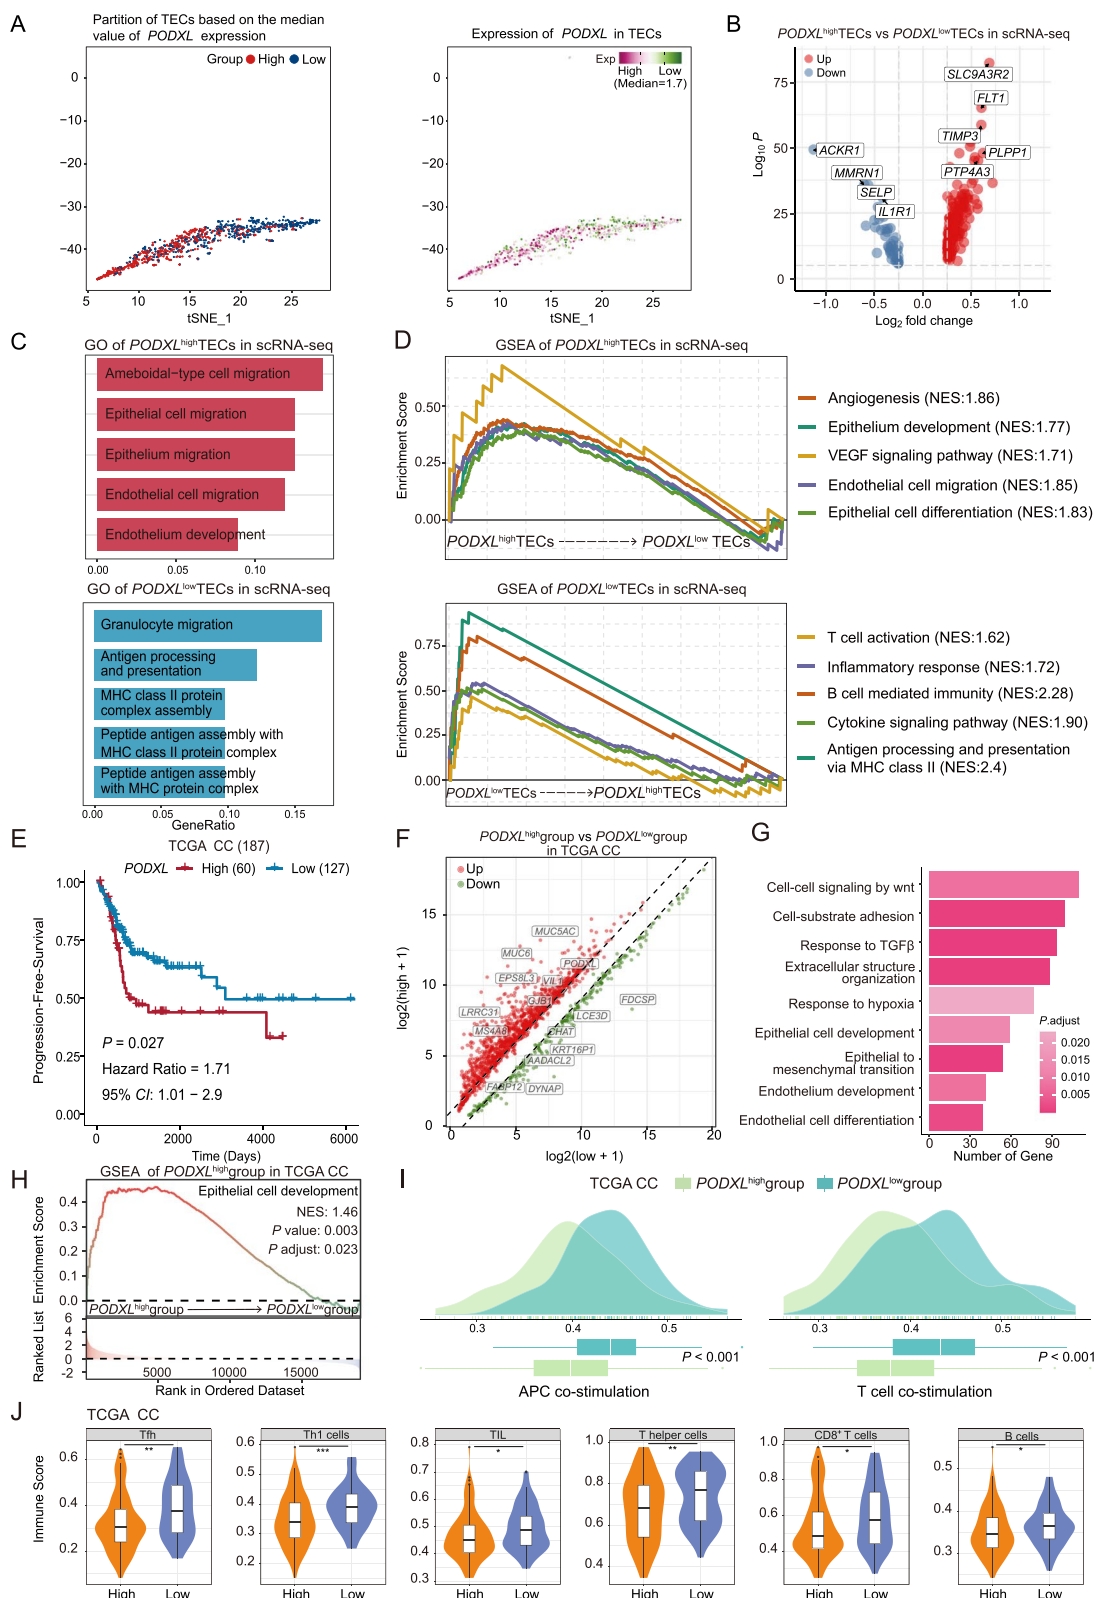 A
Partition of TECs based on the median
value of PODXL expression
Group High Low
0
−10
−20
−30
−40
5 10 15 20 25
tSNE_1
Expression of PODXL in TECs
Exp
High Low
(Median=1.7)
0
−10
−20
−30
−40
5 10 15 20 25
tSNE_1
B
PODXLhighTECs vs PODXLlowTECs in scRNA-seq
Up
Down
SLC9A3R2
FLT1
TIMP3
PLPP1
PTP4A3
ACKR1
MMRN1
SELP
IL1R1
Log10 P
75
50
25
0
−1.0 −0.5 0.0 0.5 1.0
Log2 fold change
C
GO of PODXLhighTECs in scRNA-seq
Ameboidal−type cell migration
Epithelial cell migration
Epithelium migration
Endothelial cell migration
Endothelium development
0.00 0.05 0.10
GO of PODXLlowTECs in scRNA-seq
Granulocyte migration
Antigen processing
and presentation
MHC class II protein
complex assembly
Peptide antigen assembly with
MHC class II protein complex
Peptide antigen assembly
with MHC protein complex
0.00 0.05 0.10 0.15
GeneRatio
D
GSEA of PODXLhighTECs in scRNA-seq
Enrichment Score
0.50
0.25
0.00
PODXLhighTECs PODXLlow TECs
Angiogenesis (NES:1.86)
Epithelium development (NES:1.77)
VEGF signaling pathway (NES:1.71)
Endothelial cell migration (NES:1.85)
Epithelial cell differentiation (NES:1.83)
GSEA of PODXLlowTECs in scRNA-seq
Enrichment Score
0.75
0.50
0.25
0.00
PODXLlowTECs PODXLhighTECs
T cell activation (NES:1.62)
Inflammatory response (NES:1.72)
B cell mediated immunity (NES:2.28)
Cytokine signaling pathway (NES:1.90)
Antigen processing and presentation
via MHC class II (NES:2.4)
E
TCGA CC (187)
PODXL High (60) Low (127)
Progression-Free-Survival
1.00
0.75
0.50
0.25
0.00
P = 0.027
Hazard Ratio = 1.71
95% CI: 1.01 − 2.9
0 2000 4000 6000
Time (Days)
F
PODXLhighgroup vs PODXLlowgroup
in TCGA CC
Up
Down
log2(high + 1)
15
10
5
0
MUC5AC
MUC6
PODXL
EPS8L3
VIL1
GJB1
FDCSP
LRRC31
LCE3D
MS4A8
CHAT
KRT16P1
AADACL2
FABP12
DYNAP
0 5 10 15 20
log2(low + 1)
G
Cell-cell signaling by wnt
Cell-substrate adhesion
Response to TGFβ
Extracellular structure
organization
Response to hypoxia
Epithelial cell development
Epithelial to
mesenchymal transition
Endothelium development
Endothelial cell differentiation
P.adjust
0.020
0.015
0.010
0.005
0 30 60 90
Number of Gene
H
GSEA of PODXLhighgroup in TCGA CC
Epithelial cell development
NES: 1.46
P value: 0.003
P adjust: 0.023
Enrichment Score
0.4
0.3
0.2
0.1
0.0
PODXLhighgroup PODXLlowgroup
Ranked List
6
4
2
0
-2
5000 10000 15000
Rank in Ordered Dataset
I
TCGA CC PODXLhighgroup PODXLlowgroup
0.3 0.4 0.5
P < 0.001
APC co-stimulation
0.3 0.4 0.5
P < 0.001
T cell co-stimulation
J
TCGA CC
Immune Score
Tfh
**
0.6
0.4
0.2
High Low
Th1 cells
***
0.6
0.5
0.4
0.3
0.2
High Low
TIL
*
0.8
0.7
0.6
0.5
0.4
0.3
High Low
T helper cells
**
1.0
0.8
0.6
0.4
High Low
CD8+ T cells
*
1.0
0.8
0.6
0.4
High Low
B cells
*
0.5
0.4
0.3
High Low